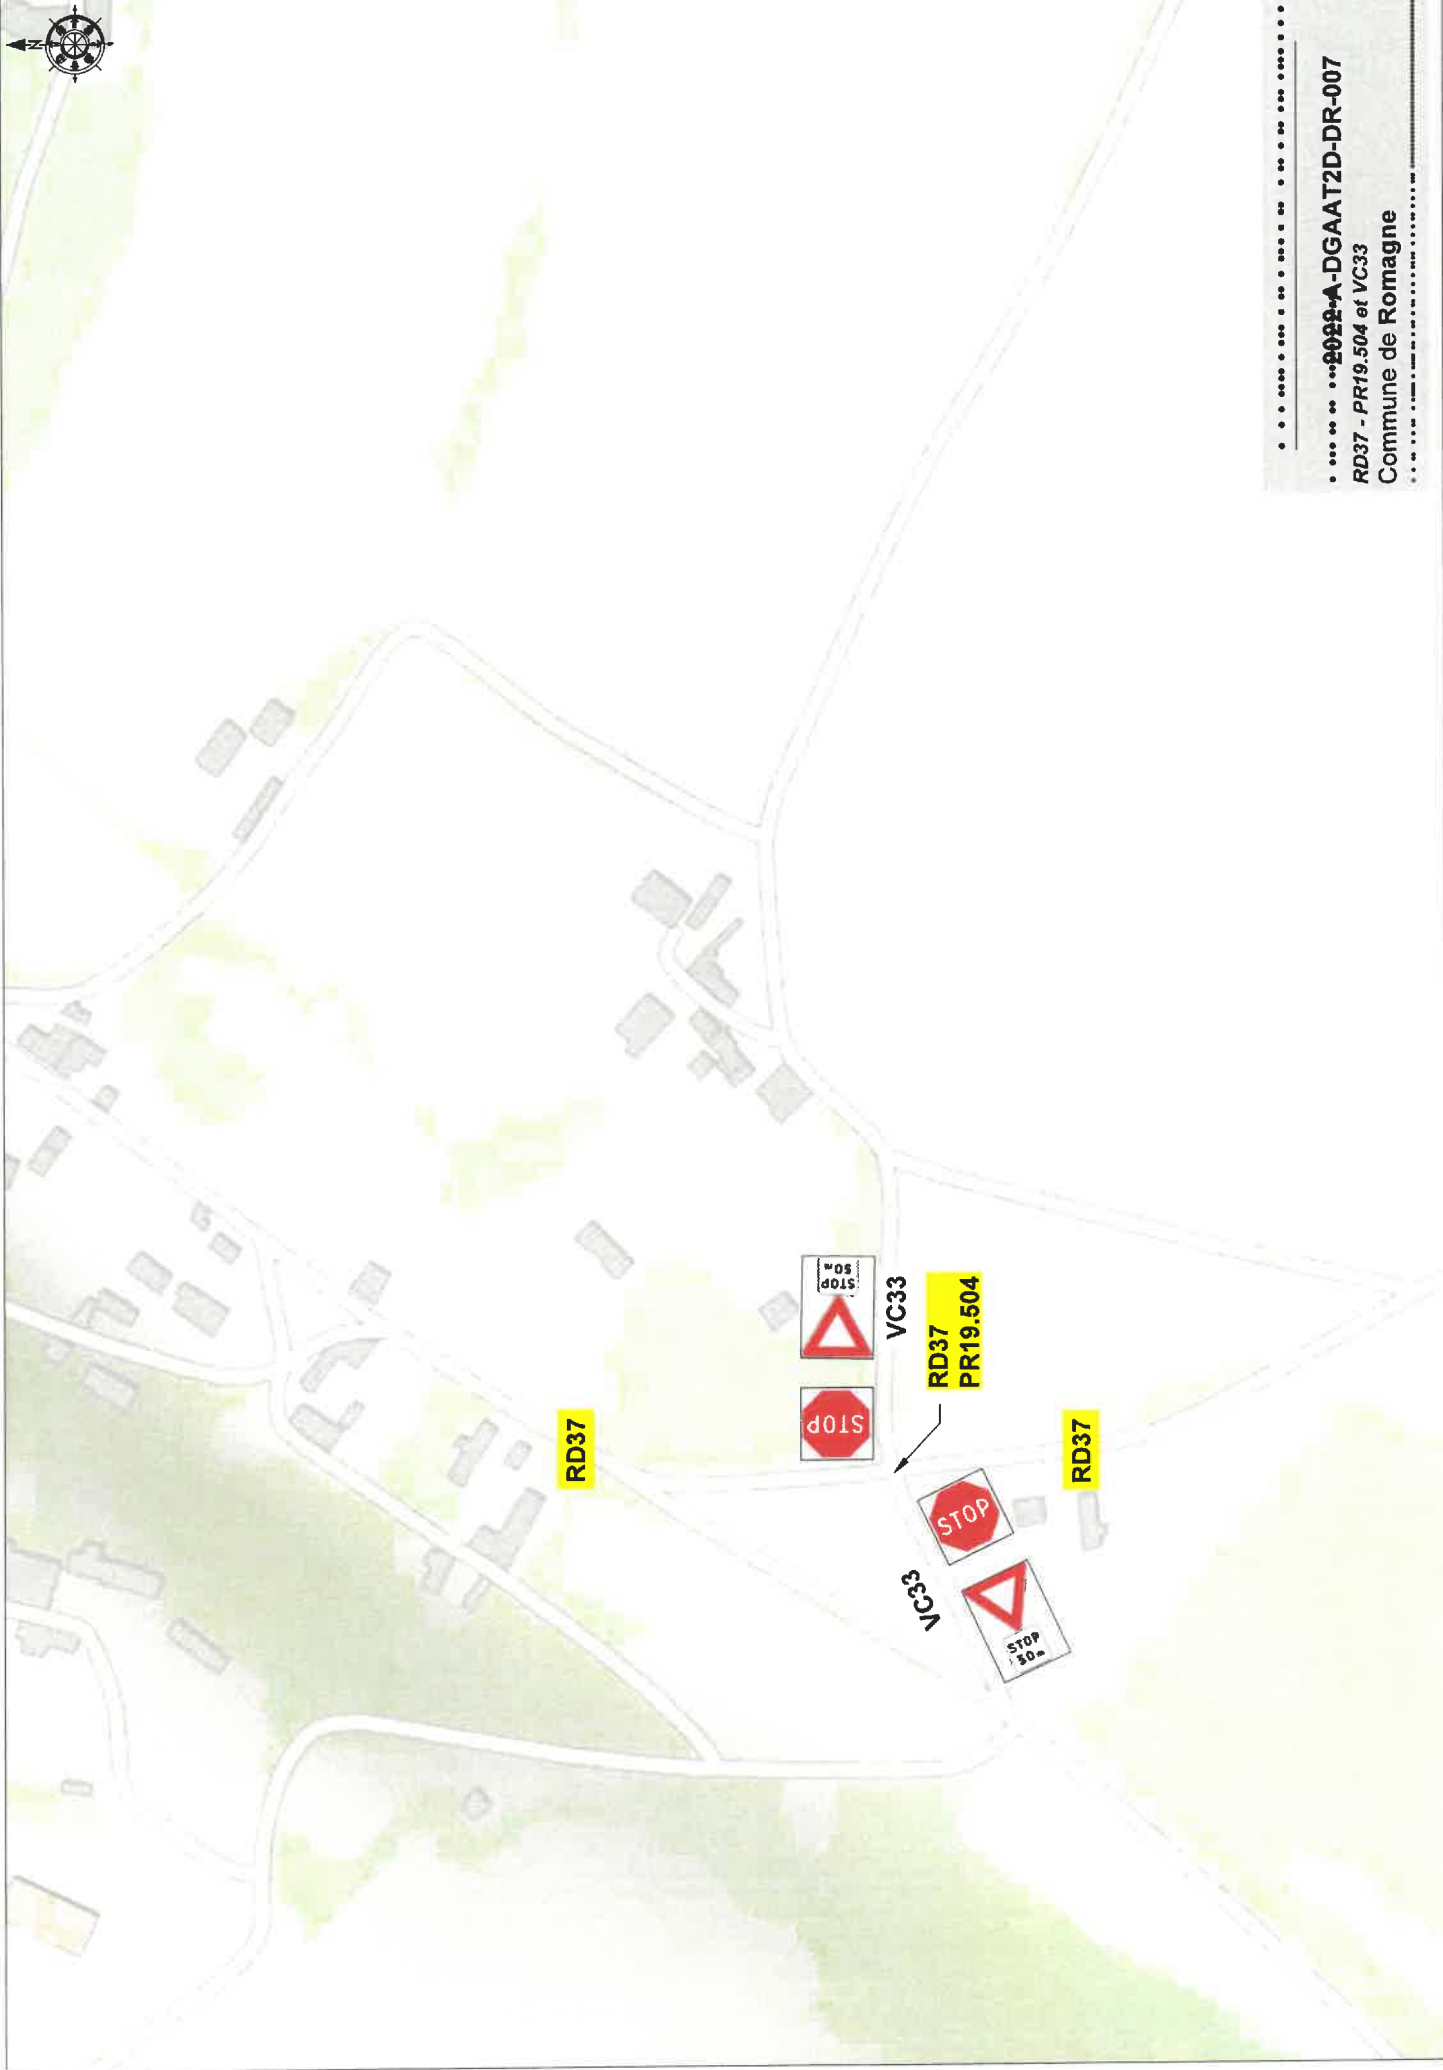 N
RD37
STOP
50m
VC33
STOP
RD37
PR19.504
VC33
STOP
STOP
50m
RD37
2022-A-DGAAT2D-DR-007
RD37 - PR19.504 et VC33
Commune de Romagne